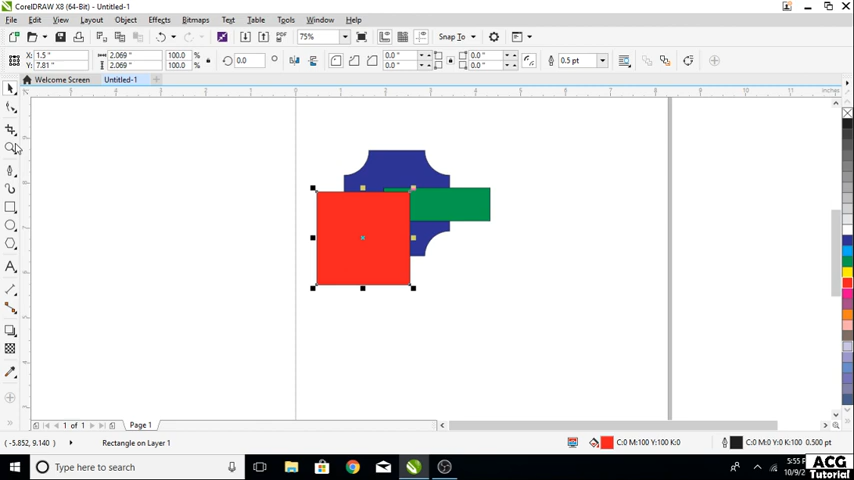 CorelDRAW X8 (64-Bit) - Untitled-1
File Edit View Layout Object Effects Bitmaps Text Table Tools Window Help
PDF 75% Snap To
X: 1.5 " 2.069 " 100.0 % 0.0 0.0 " 0.0 " 0.5 pt
Y: 7.81 " 2.069 " 100.0 % 0.0 " 0.0 "
Welcome Screen Untitled-1
inches
1 of 1 Page 1
(-5.852, 9.140) Rectangle on Layer 1 C:0 M:100 Y:100 K:0 C:0 M:0 Y:0 K:100 0.500 pt
Type here to search
5:55 P
10/9/2
ACG
Tutorial